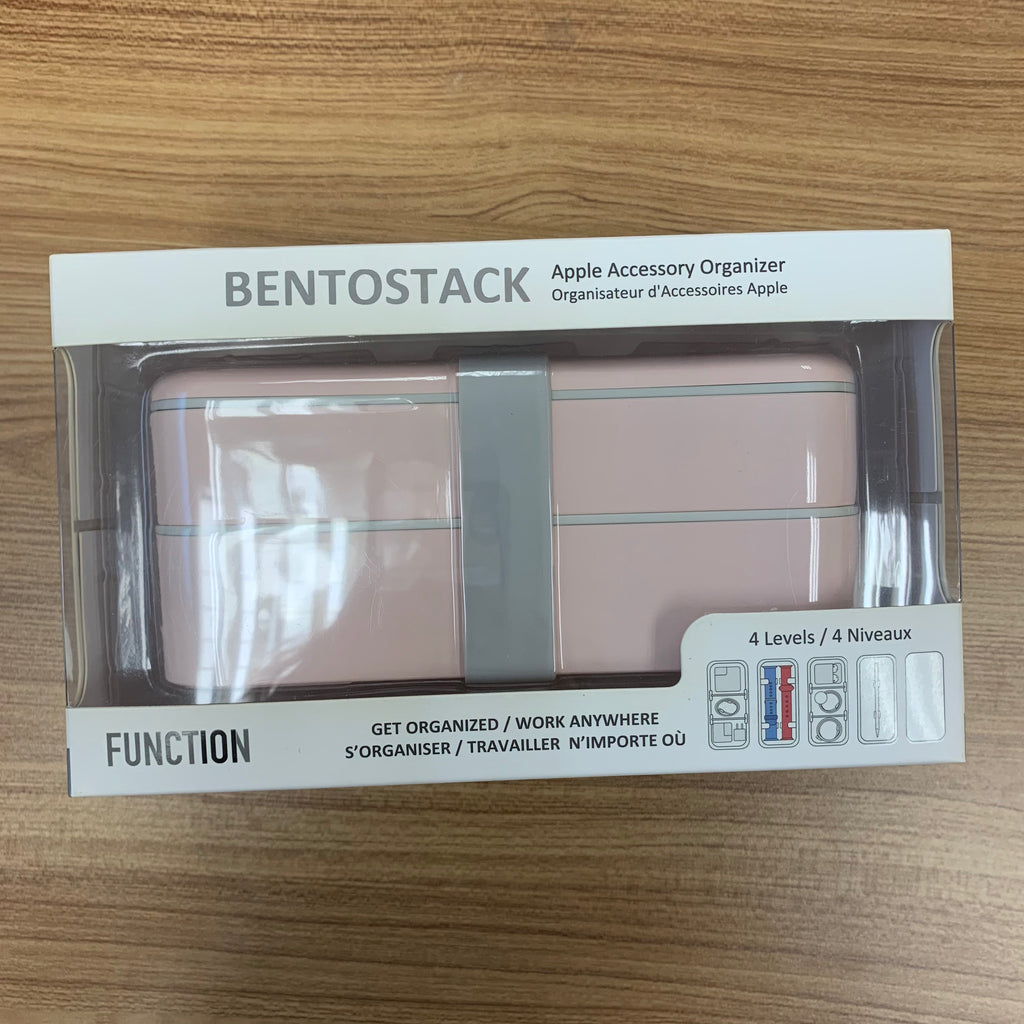 BENTOSTACK
Apple Accessory Organizer
Organisateur d'Accessoires Apple
4 Levels / 4 Niveaux
FUNCTION
GET ORGANIZED / WORK ANYWHERE
S'ORGANISER / TRAVAILLER N'IMPORTE OÙ